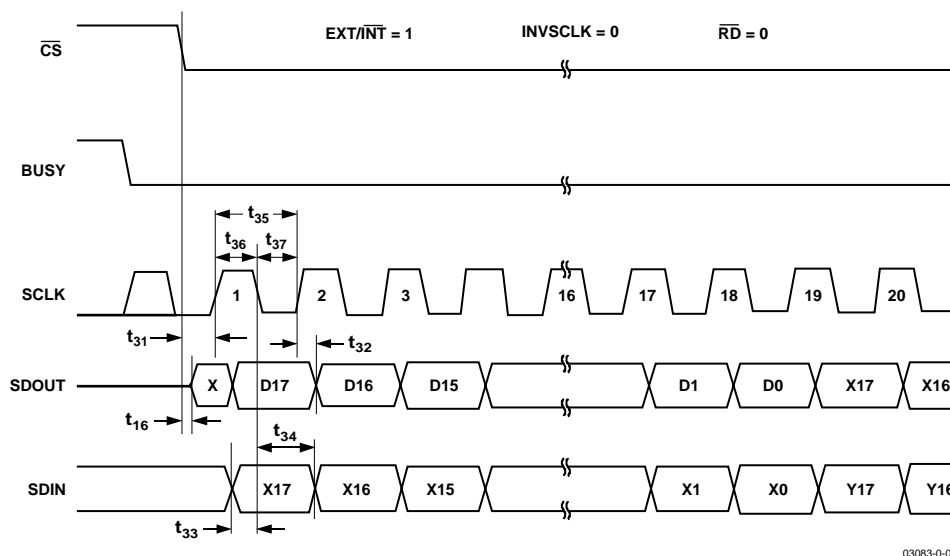 EXT/INT = 1 INVSCLK = 0 RD = 0
CS
BUSY
t35
t36 t37
SCLK 1 2 3 16 17 18 19 20
t31
t32
SDOUT X D17 D16 D15 D1 D0 X17 X16
t16
t34
SDIN X17 X16 X15 X1 X0 Y17 Y16
t33